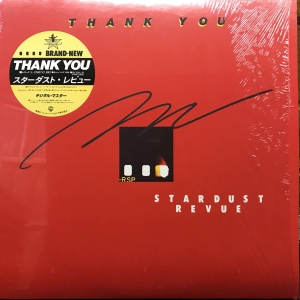 THANK YOU
BRAND-NEW
THANK YOU
スターダスト・レビュー
デジタル・マスター
-RSP
STARDUST
REVUE